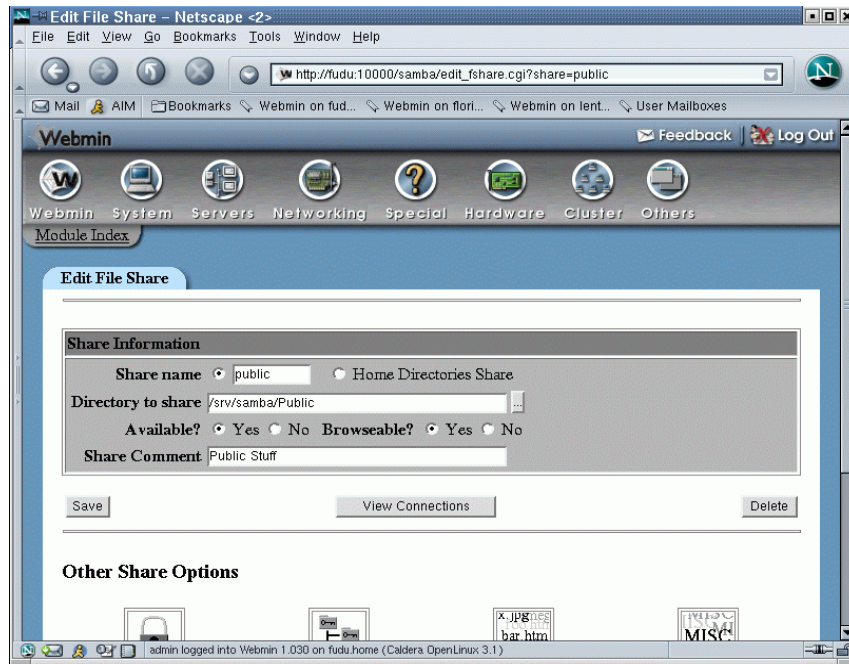 Edit File Share – Netscape <2>
File Edit View Go Bookmarks Tools Window Help
http://fudu:10000/samba/edit_fshare.cgi?share=public
N
Mail AIM Bookmarks Webmin on fud... Webmin on flori... Webmin on lent... User Mailboxes
Webmin Feedback | Log Out
Webmin System Servers Networking Special Hardware Cluster Others
Module Index
Edit File Share
Share Information
Share name public Home Directories Share
Directory to share /srv/samba/Public ...
Available? Yes No Browseable? Yes No
Share Comment Public Stuff
Save View Connections Delete
Other Share Options
x.jpg
bar.htm MISC
admin logged into Webmin 1.030 on fudu.home (Caldera OpenLinux 3.1)